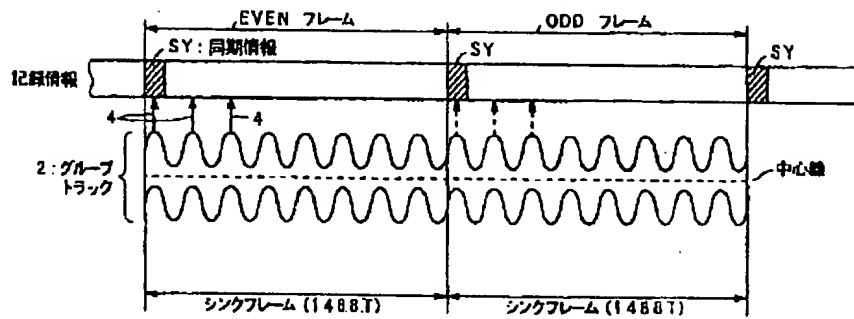 EVEN フレーム
ODD フレーム
SY:同期情報
SY
SY
記録情報
4
4
2:グルーブ
トラック
中心線
シンクフレーム(1488T)
シンクフレーム(1488T)